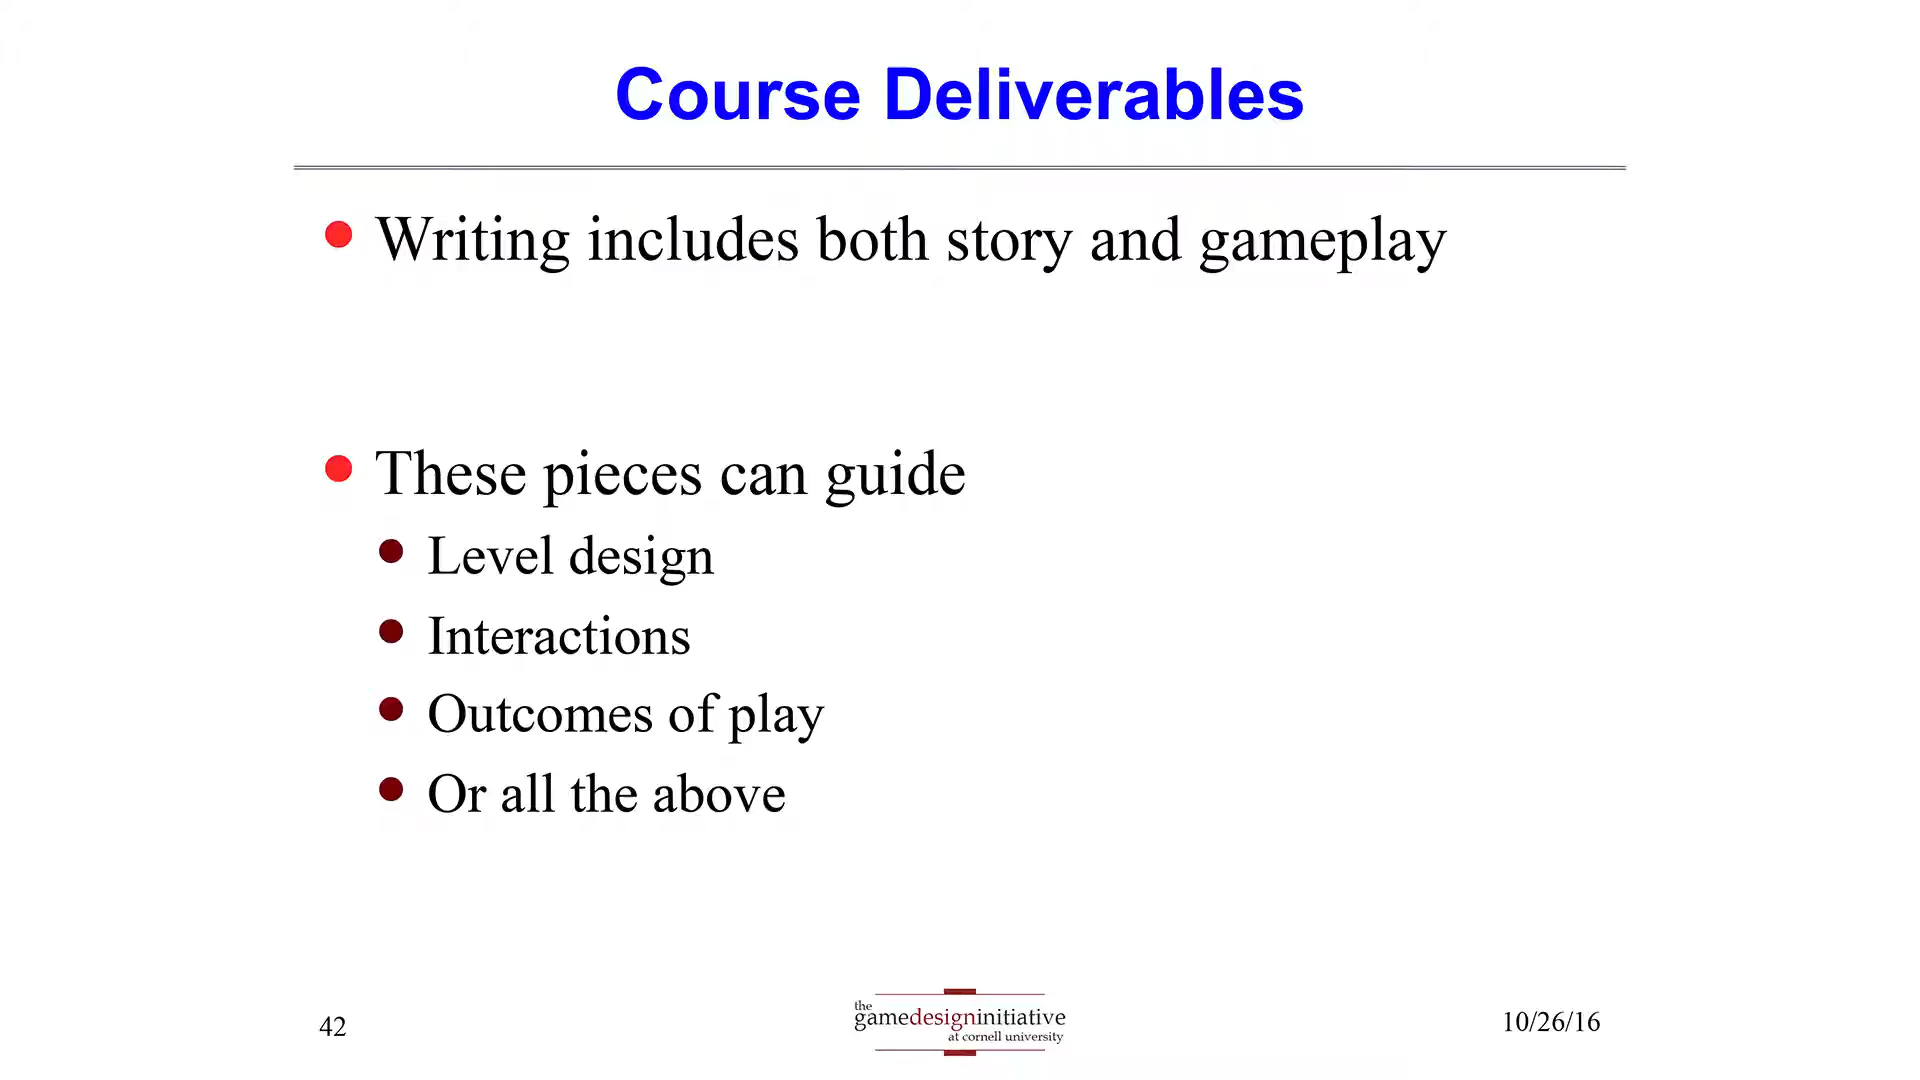 Course Deliverables
Writing includes both story and gameplay
These pieces can guide
Level design
Interactions
Outcomes of play
Or all the above
42
the
gamedesigninitiative
at cornell university
10/26/16